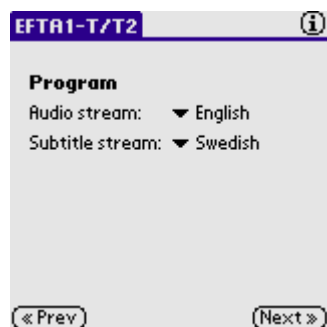 EFTA1-T/T2
Program
Audio stream: English
Subtitle stream: Swedish
« Prev
Next »